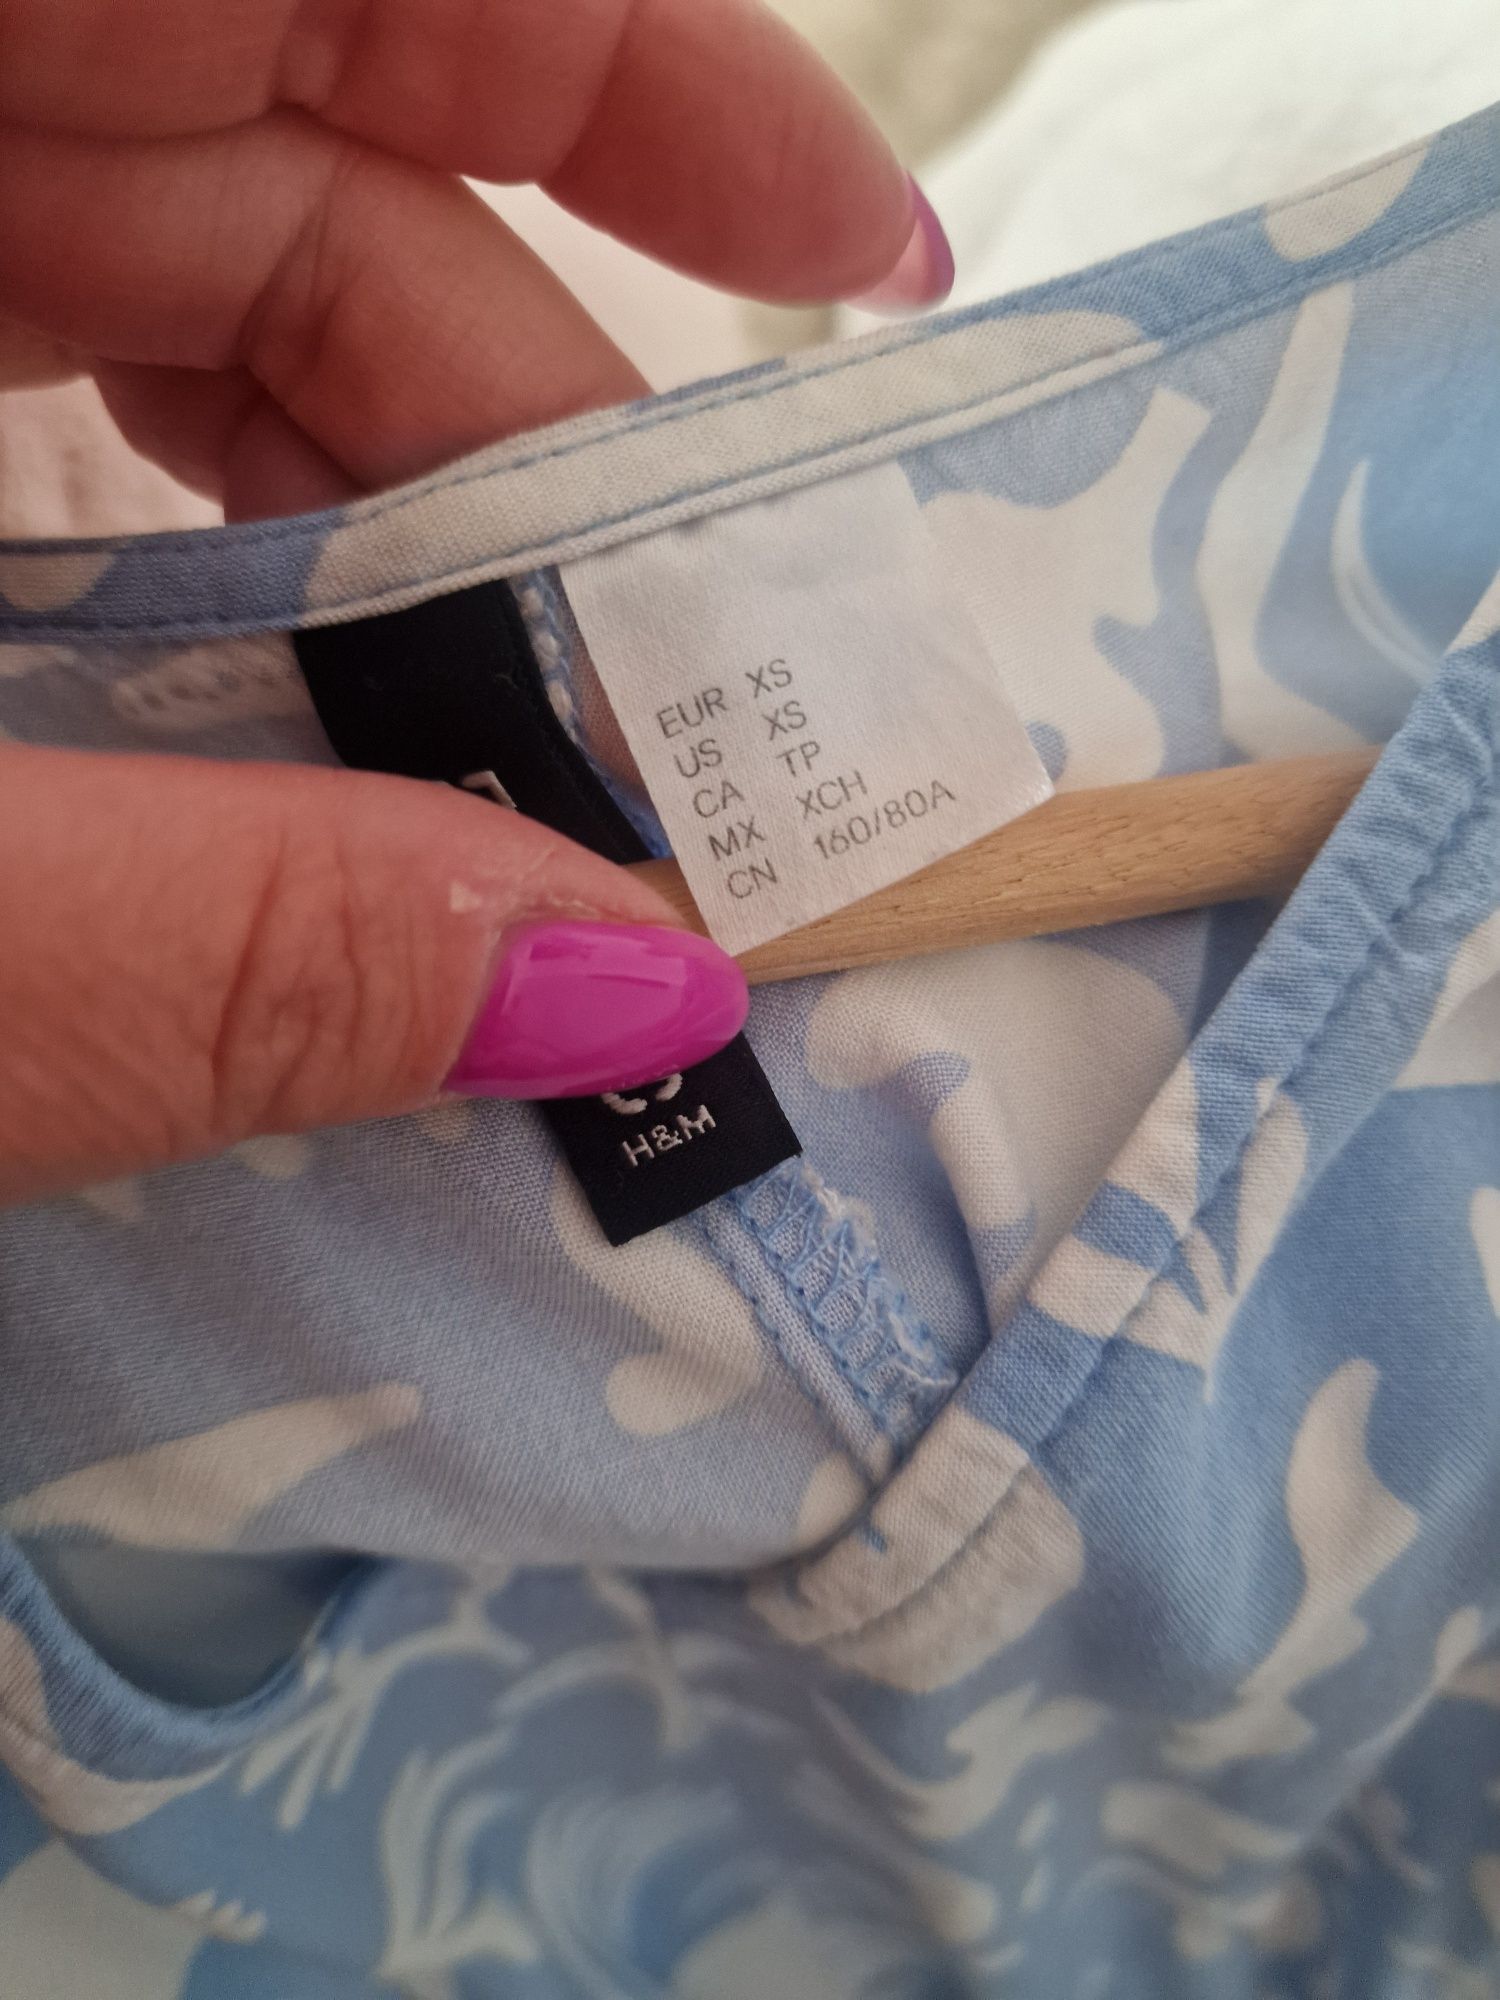 EUR XS
US XS
CA TP
MX XCH
CN 160/80A
H&M